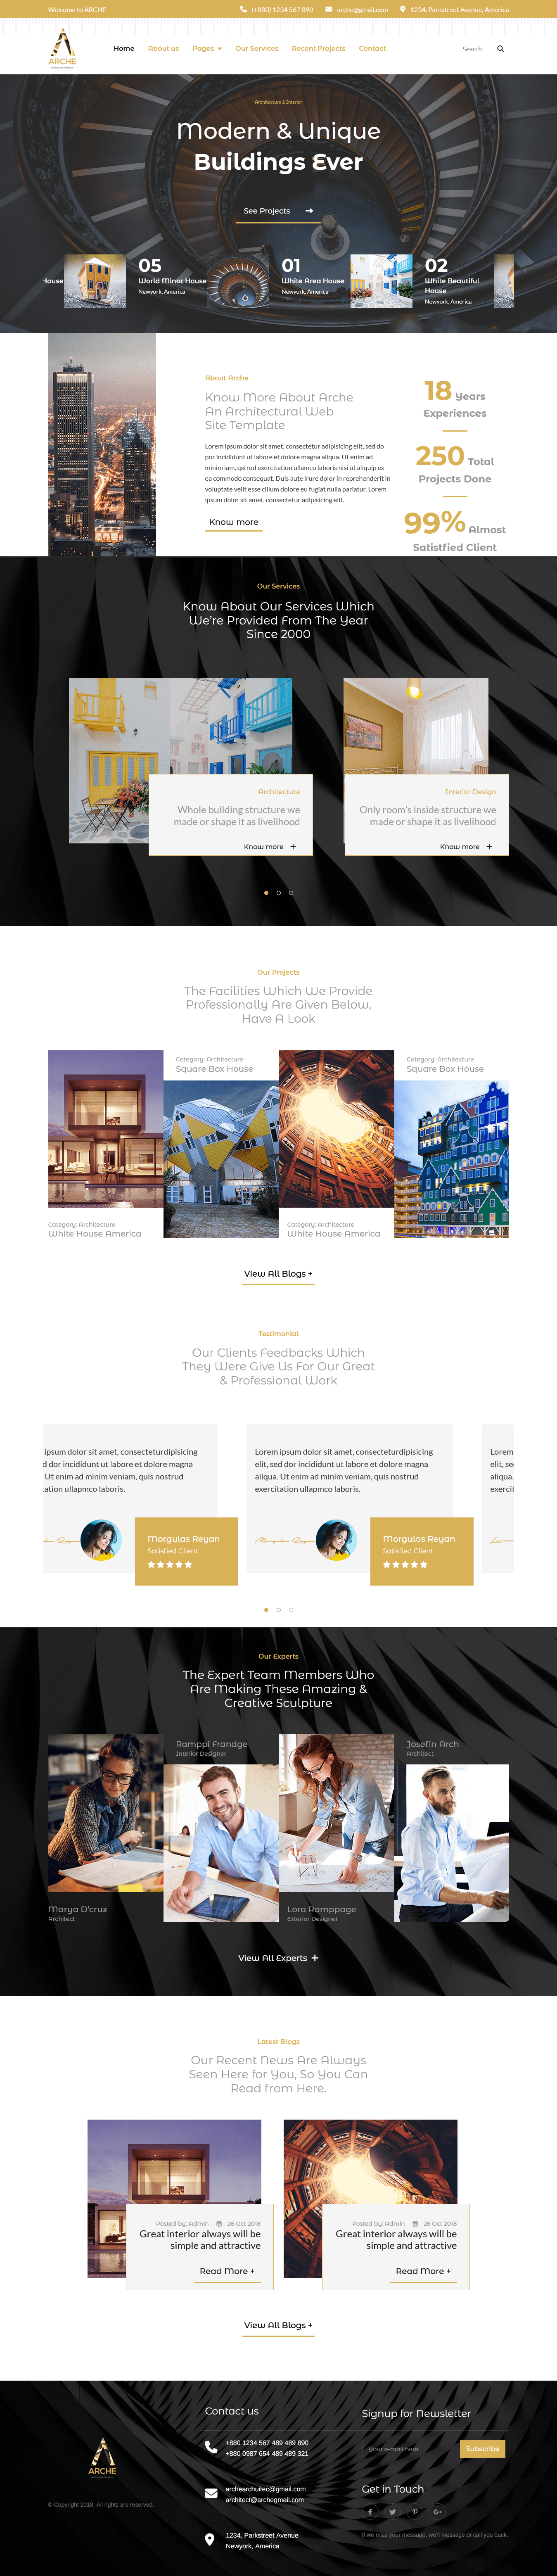 Welcome to ARCHE
(+880) 1234 567 890
arche@gmail.com
1234, Parkstreet Avenue, America
ARCHE
Home
About us
Pages
Our Services
Recent Projects
Contact
Search
Architecture & Interior
Modern & Unique
Buildings Ever
See Projects
House
05
World Minor House
Newyork, America
01
White Area House
Newyork, America
02
White Beautiful
House
Newyork, America
About Arche
Know More About Arche
An Architectural Web
Site Template
Lorem ipsum dolor sit amet, consectetur adipisicing elit, sed do
por incididunt ut labore et dolore magna aliqua. Ut enim ad
minim iam, qstrud exercitation ullamco laboris nisi ut aliquip ex
ea commodo consequat. Duis aute irure dolor in reprehenderit in
voluptate velit esse cillum dolore eu fugiat nulla pariatur. Lorem
ipsum dolor sit amet, consectetur adipisicing elit.
Know more
18 Years
Experiences
250 Total
Projects Done
99% Almost
Satistfied Client
Our Services
Know About Our Services Which
We're Provided From The Year
Since 2000
Architecture
Whole building structure we
made or shape it as livelihood
Know more +
Interior Design
Only room's inside structure we
made or shape it as livelihood
Know more +
Our Projects
The Facilities Which We Provide
Professionally Are Given Below,
Have A Look
Category: Architecture
Square Box House
Category: Architecture
Square Box House
Category: Architecture
White House America
Category: Architecture
White House America
View All Blogs +
Testimonial
Our Clients Feedbacks Which
They Were Give Us For Our Great
& Professional Work
ipsum dolor sit amet, consecteturdipisicing
d dor incididunt ut labore et dolore magna
Ut enim ad minim veniam, quis nostrud
ation ullapmco laboris.
Morgulas Reyan
Satisfied Client
Lorem ipsum dolor sit amet, consecteturdipisicing
elit, sed dor incididunt ut labore et dolore magna
aliqua. Ut enim ad minim veniam, quis nostrud
exercitation ullapmco laboris.
Morgulas Reyan
Satisfied Client
Lorem
elit, se
aliqua.
exercit
Our Experts
The Expert Team Members Who
Are Making These Amazing &
Creative Sculpture
Ramppi Frandge
Interior Designer
Josefin Arch
Architect
Marya D'cruz
Architect
Lora Ramppage
Exterior Designer
View All Experts +
Latest Blogs
Our Recent News Are Always
Seen Here for You, So You Can
Read from Here.
Posted by: Admin 26 Oct 2018
Great interior always will be
simple and attractive
Read More +
Posted by: Admin 26 Oct 2018
Great interior always will be
simple and attractive
Read More +
View All Blogs +
ARCHE
© Copyright 2018. All rights are reserved.
Contact us
+880 1234 567 489 489 890
+880 0987 654 489 489 321
archearchuitec@gmail.com
architect@archegmail.com
1234, Parkstreet Avenue
Newyork, America
Signup for Newsletter
Your e-mail here
Subscribe
Get in Touch
If we miss your message, we'll message or call you back.